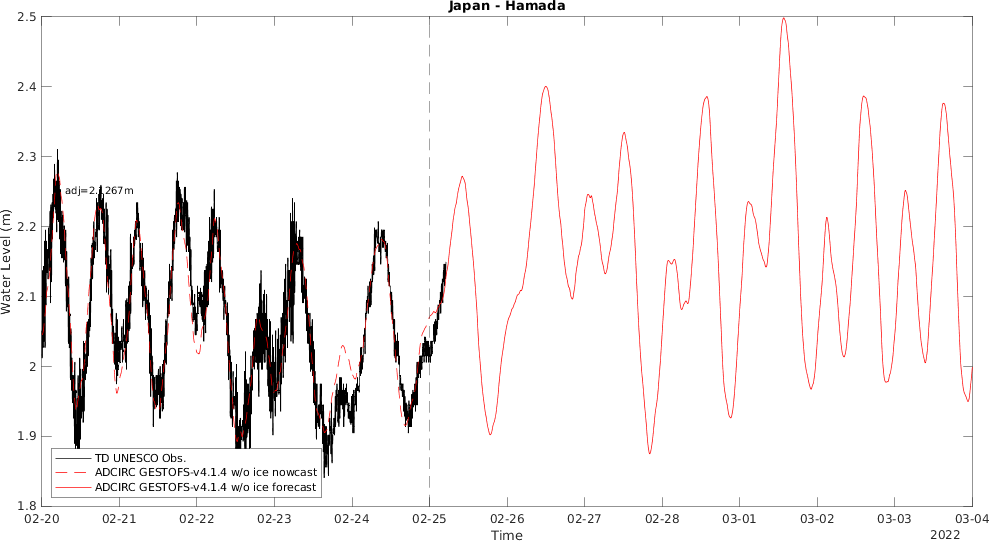 Japan - Hamada
2.5
2.4
2.3
2.2
2.1
2
1.9
1.8
Water Level (m)
TD UNESCO Obs.
ADCIRC GESTOFS-v4.1.4 w/o ice nowcast
ADCIRC GESTOFS-v4.1.4 w/o ice forecast
02-20 02-21 02-22 02-23 02-24 02-25 02-26 02-27 02-28 03-01 03-02 03-03 03-04
Time
2022